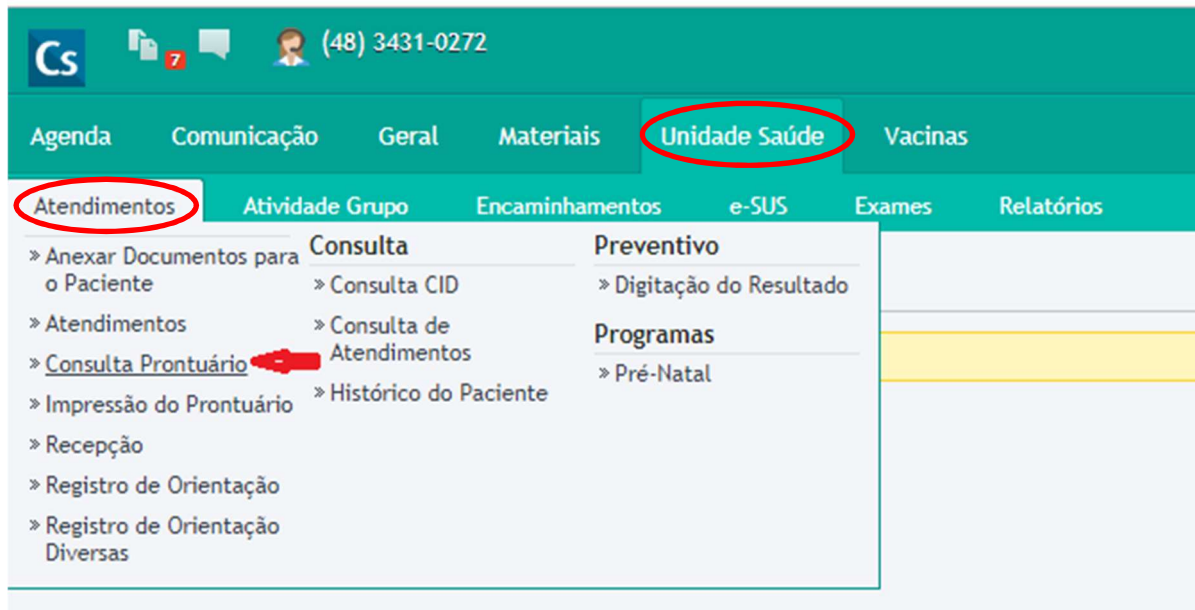 Cs 7 (48) 3431-0272
Agenda Comunicação Geral Materiais Unidade Saúde Vacinas
Atendimentos Atividade Grupo Encaminhamentos e-SUS Exames Relatórios
» Anexar Documentos para
o Paciente
» Atendimentos
» Consulta Prontuário
» Impressão do Prontuário
» Recepção
» Registro de Orientação
» Registro de Orientação
Diversas
Consulta
» Consulta CID
» Consulta de
Atendimentos
» Histórico do Paciente
Preventivo
» Digitação do Resultado
Programas
» Pré-Natal